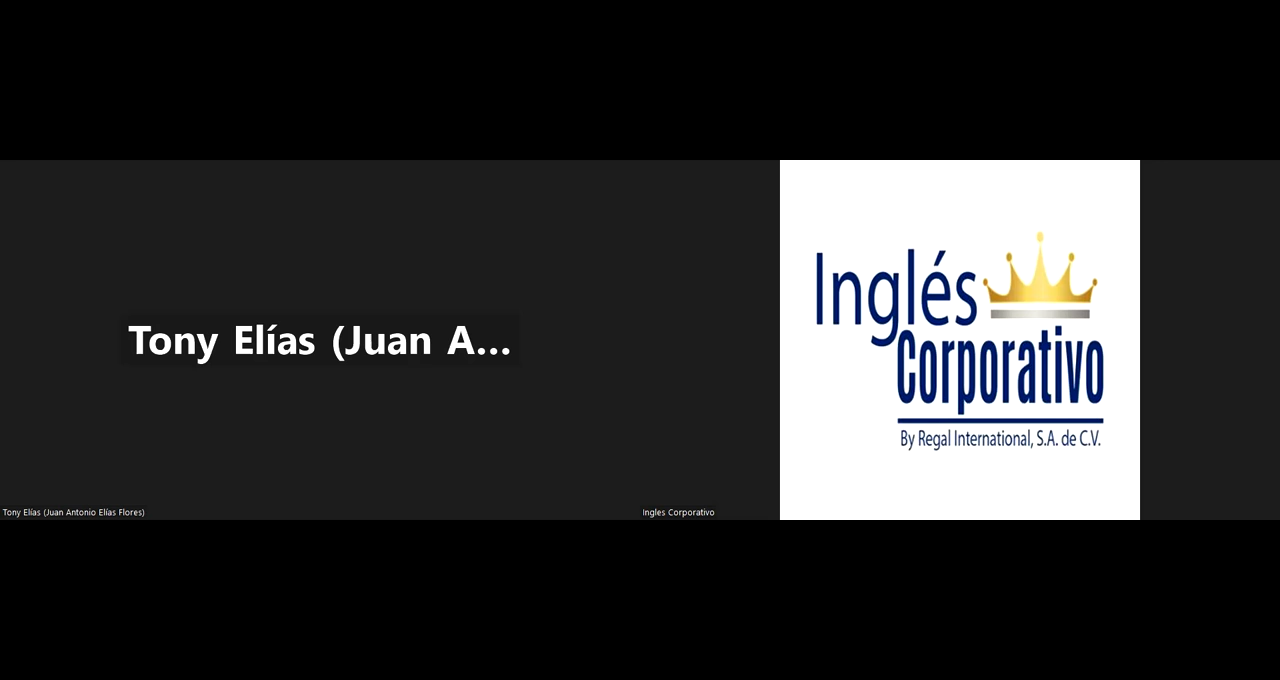 Tony Elías (Juan A...
Tony Elías (Juan Antonio Elías Flores)
Inglés
Corporativo
By Regal International, S.A. de C.V.
Ingles Corporativo